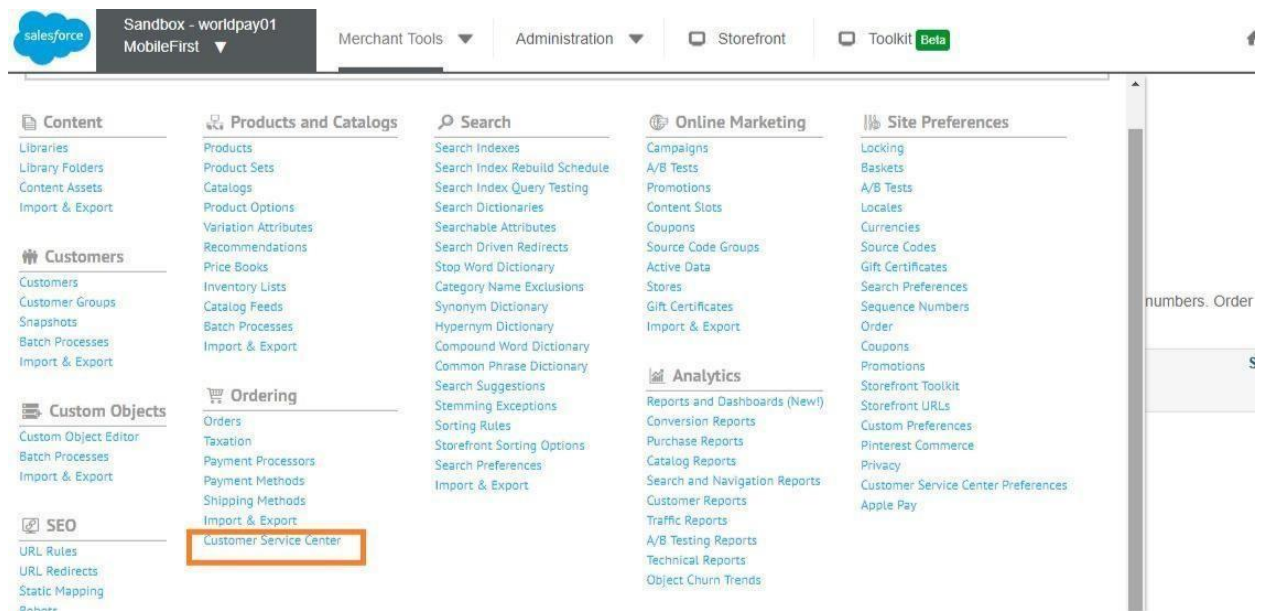 salesforce
Sandbox - worldpay01
MobileFirst
Merchant Tools
Administration
Storefront
Toolkit Beta
Content
Libraries
Library Folders
Content Assets
Import & Export
Customers
Customers
Customer Groups
Snapshots
Batch Processes
Import & Export
Custom Objects
Custom Object Editor
Batch Processes
Import & Export
SEO
URL Rules
URL Redirects
Static Mapping
Robots
Products and Catalogs
Products
Product Sets
Catalogs
Product Options
Variation Attributes
Recommendations
Price Books
Inventory Lists
Catalog Feeds
Batch Processes
Import & Export
Ordering
Orders
Taxation
Payment Processors
Payment Methods
Shipping Methods
Import & Export
Customer Service Center
Search
Search Indexes
Search Index Rebuild Schedule
Search Index Query Testing
Search Dictionaries
Searchable Attributes
Search Driven Redirects
Stop Word Dictionary
Category Name Exclusions
Synonym Dictionary
Hypernym Dictionary
Compound Word Dictionary
Common Phrase Dictionary
Search Suggestions
Stemming Exceptions
Sorting Rules
Storefront Sorting Options
Search Preferences
Import & Export
Online Marketing
Campaigns
A/B Tests
Promotions
Content Slots
Coupons
Source Code Groups
Active Data
Stores
Gift Certificates
Import & Export
Analytics
Reports and Dashboards (New!)
Conversion Reports
Purchase Reports
Catalog Reports
Search and Navigation Reports
Customer Reports
Traffic Reports
A/B Testing Reports
Technical Reports
Object Churn Trends
Site Preferences
Locking
Baskets
A/B Tests
Locales
Currencies
Source Codes
Gift Certificates
Search Preferences
Sequence Numbers
Order
Coupons
Promotions
Storefront Toolkit
Storefront URLs
Custom Preferences
Pinterest Commerce
Privacy
Customer Service Center Preferences
Apple Pay
numbers. Order
S